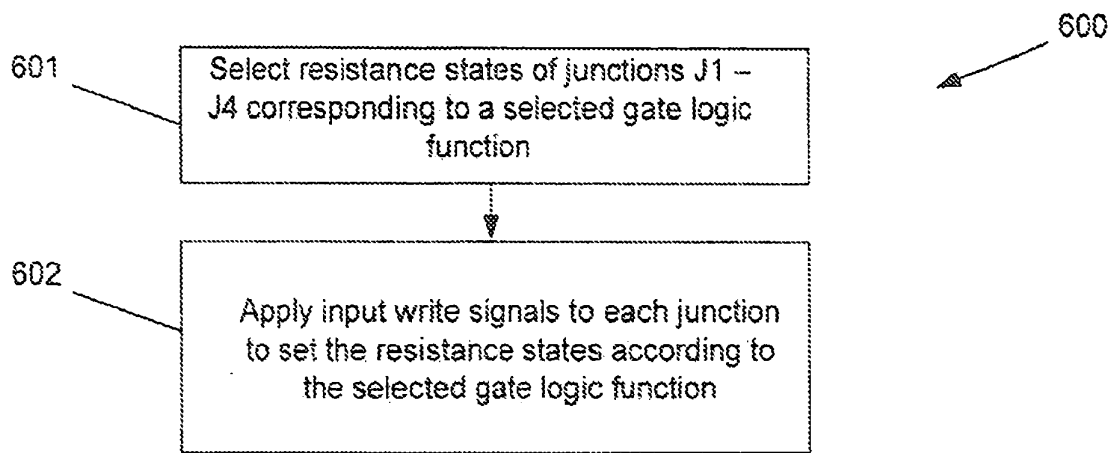 600
601
Select resistance states of junctions J1 –
J4 corresponding to a selected gate logic
function
602
Apply input write signals to each junction
to set the resistance states according to
the selected gate logic function